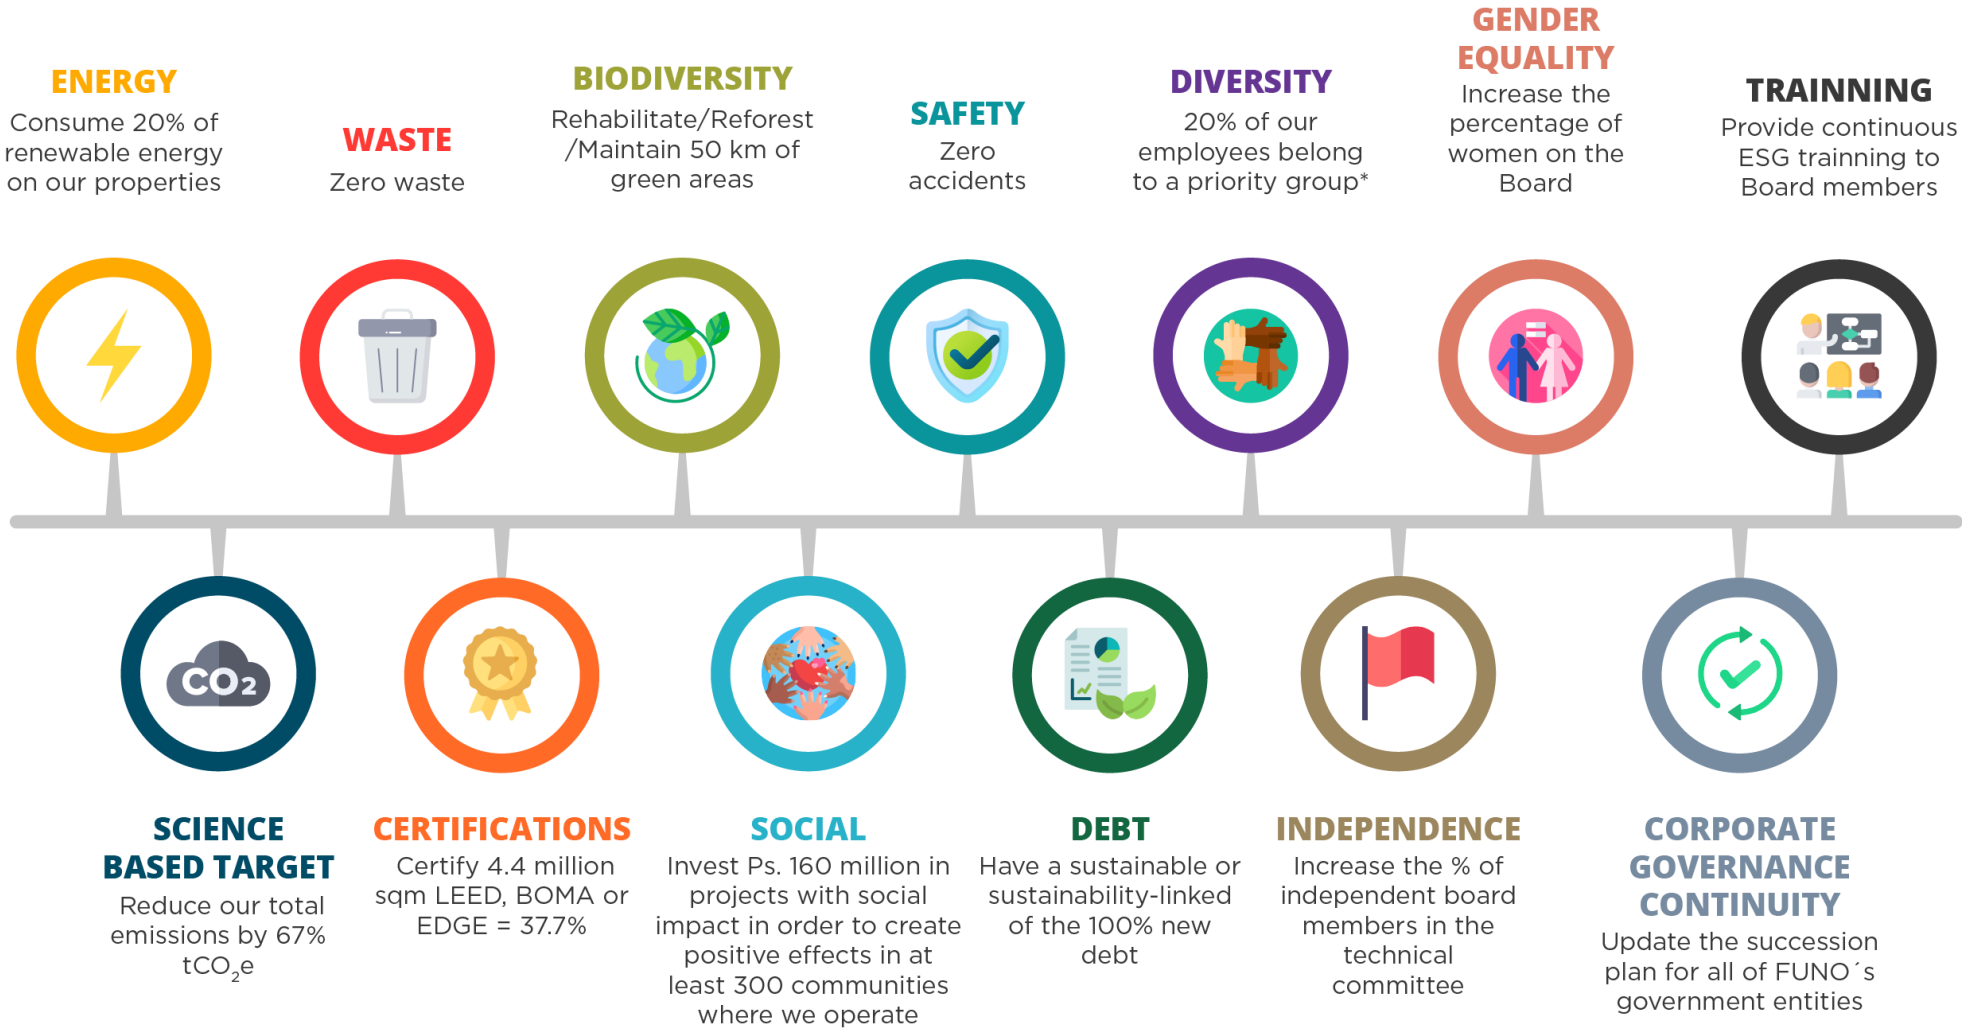 ENERGY
Consume 20% of
renewable energy
on our properties
WASTE
Zero waste
BIODIVERSITY
Rehabilitate/Reforest
/Maintain 50 km of
green areas
SAFETY
Zero
accidents
DIVERSITY
20% of our
employees belong
to a priority group*
GENDER
EQUALITY
Increase the
percentage of
women on the
Board
TRAINNING
Provide continuous
ESG trainning to
Board members
CO₂
SCIENCE
BASED TARGET
Reduce our total
emissions by 67%
tCO₂e
CERTIFICATIONS
Certify 4.4 million
sqm LEED, BOMA or
EDGE = 37.7%
SOCIAL
Invest Ps. 160 million in
projects with social
impact in order to create
positive effects in at
least 300 communities
where we operate
DEBT
Have a sustainable or
sustainability-linked
of the 100% new
debt
INDEPENDENCE
Increase the % of
independent board
members in the
technical
committee
CORPORATE
GOVERNANCE
CONTINUITY
Update the succession
plan for all of FUNO´s
government entities